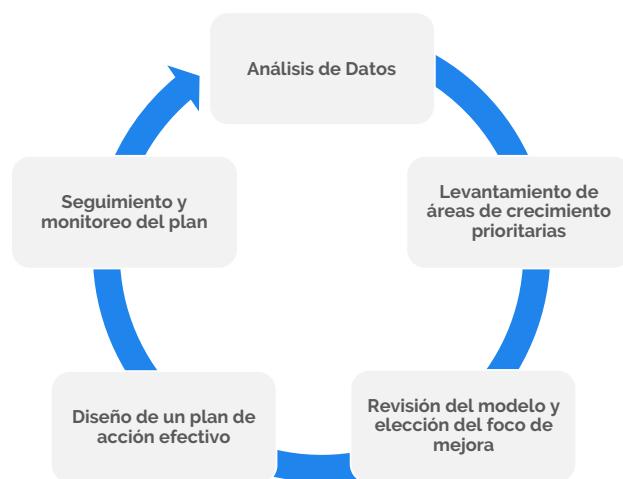 Análisis de Datos
Levantamiento de
áreas de crecimiento
prioritarias
Revisión del modelo y
elección del foco de
mejora
Diseño de un plan de
acción efectivo
Seguimiento y
monitoreo del plan